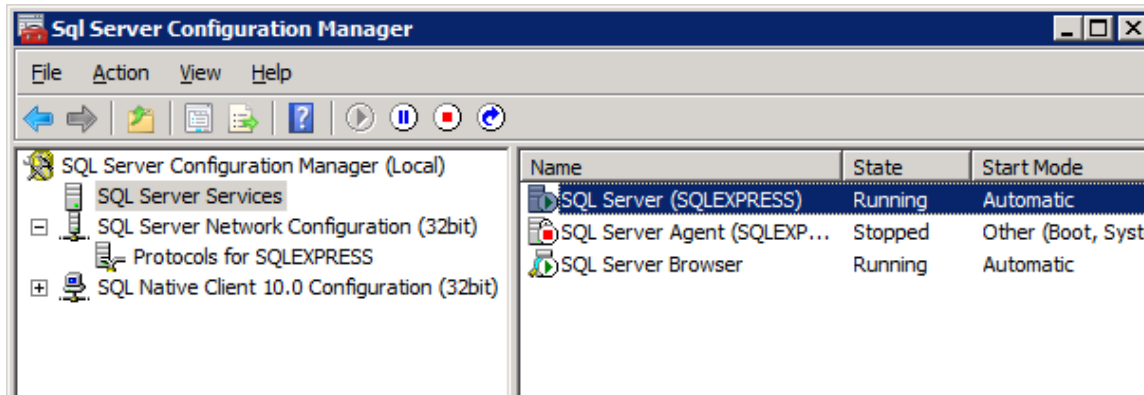 Sql Server Configuration Manager
File Action View Help
?
SQL Server Configuration Manager (Local)
SQL Server Services
SQL Server Network Configuration (32bit)
Protocols for SQLEXPRESS
SQL Native Client 10.0 Configuration (32bit)
Name State Start Mode
SQL Server (SQLEXPRESS) Running Automatic
SQL Server Agent (SQLEXP... Stopped Other (Boot, Syst
SQL Server Browser Running Automatic